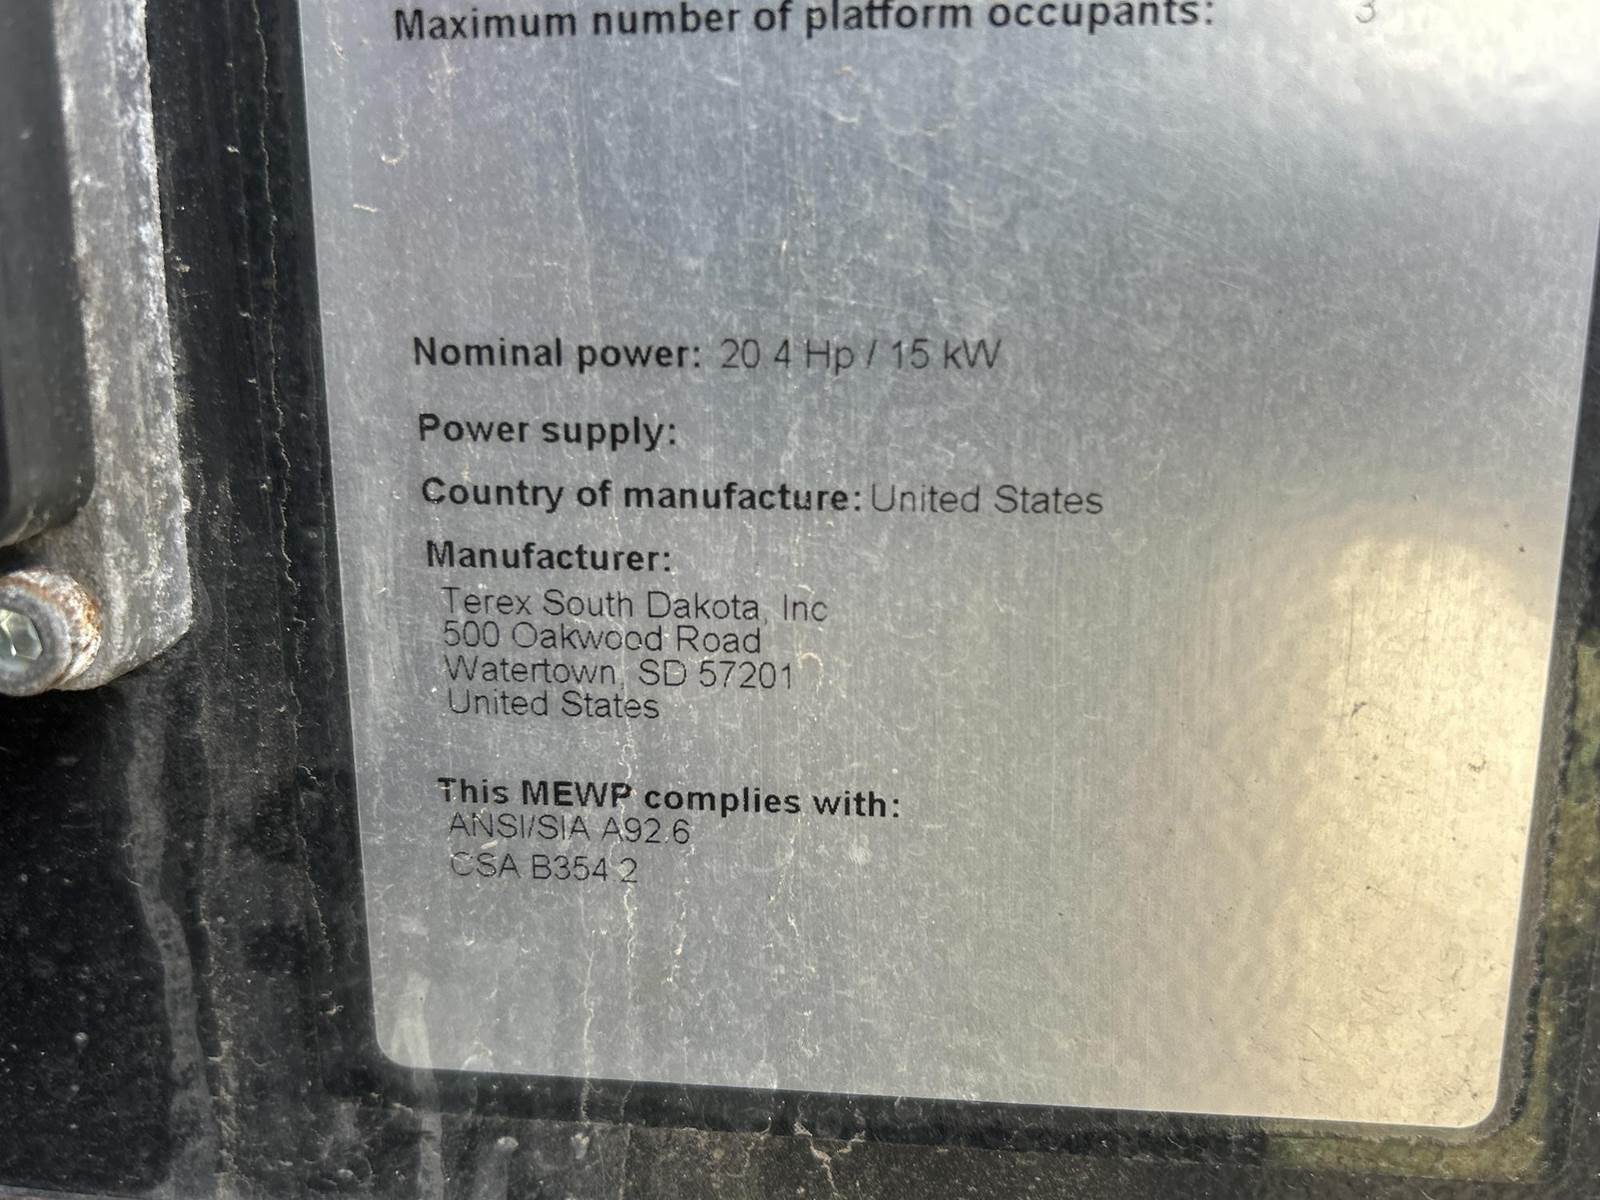 Maximum number of platform occupants: 3
Nominal power: 20 4 Hp / 15 kW
Power supply:
Country of manufacture: United States
Manufacturer:
Terex South Dakota, Inc
500 Oakwood Road
Watertown, SD 57201
United States
This MEWP complies with:
ANSI/SIA A92.6
CSA B354 2